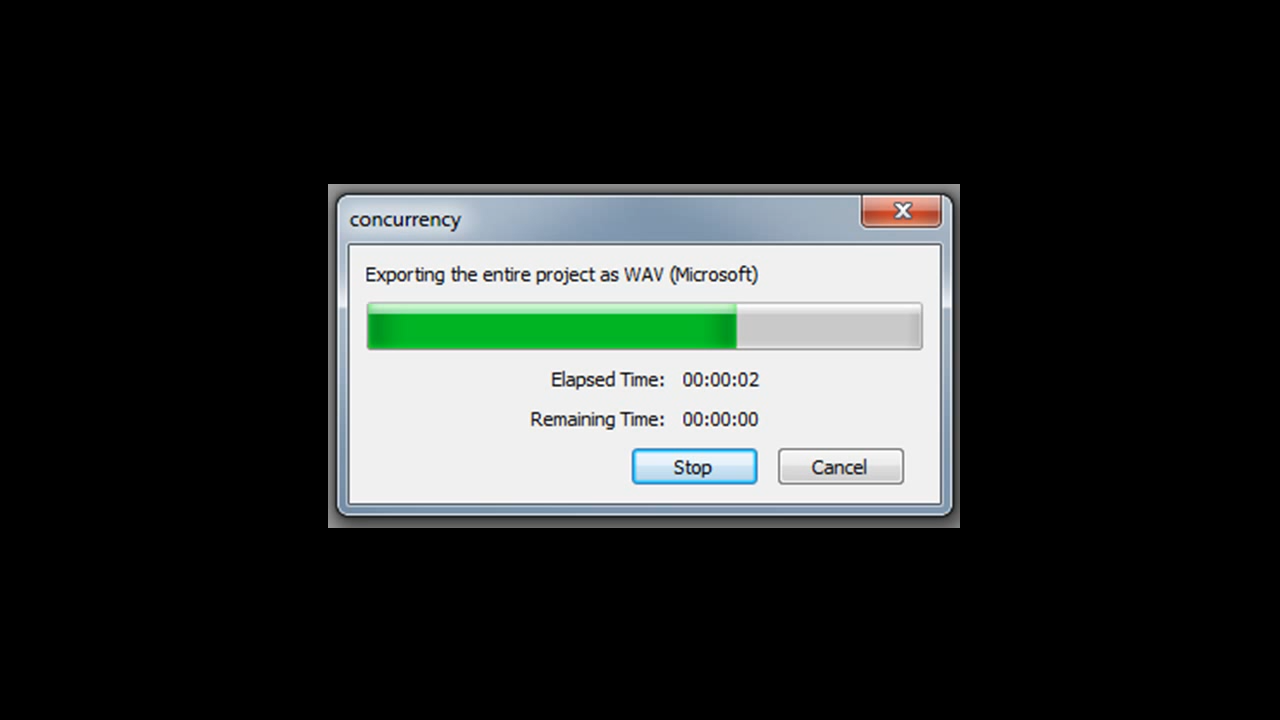 concurrency
Exporting the entire project as WAV (Microsoft)
Elapsed Time: 00:00:02
Remaining Time: 00:00:00
Stop Cancel